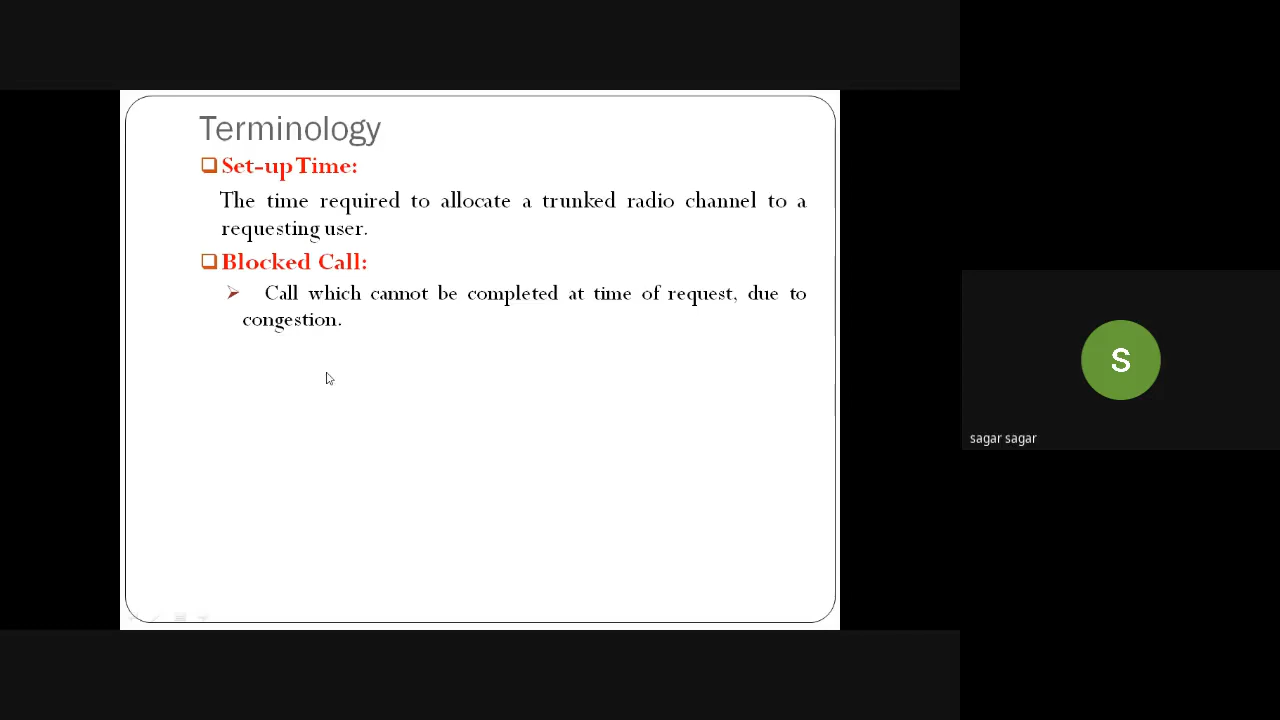 Terminology
Set-up Time:
The time required to allocate a trunked radio channel to a
requesting user.
Blocked Call:
Call which cannot be completed at time of request, due to
congestion.
S
sagar sagar